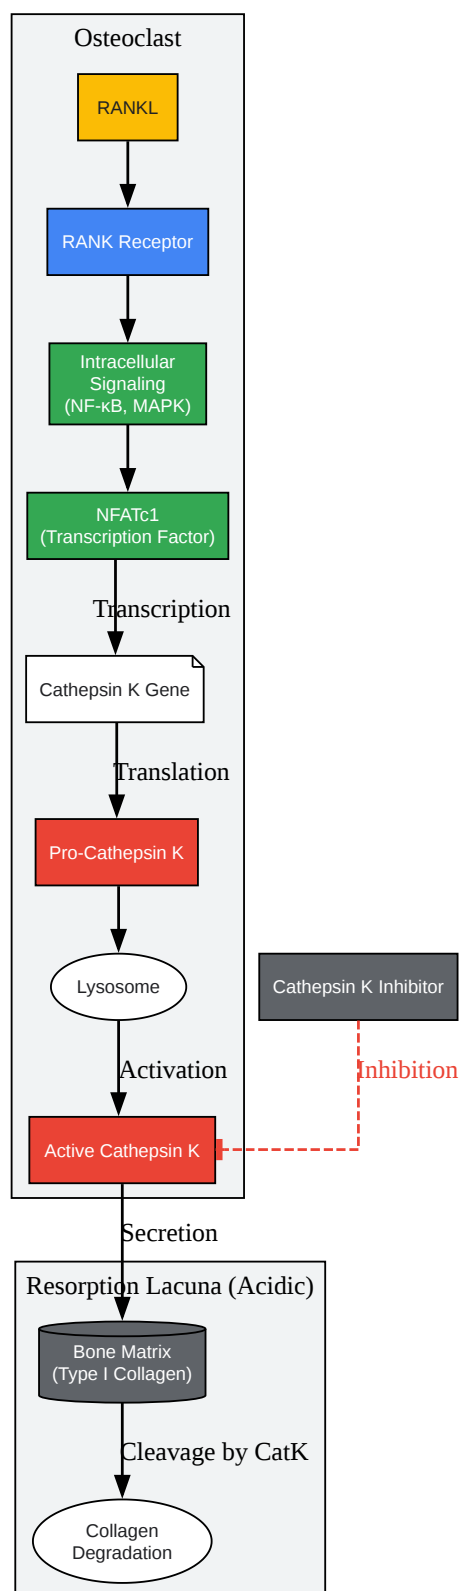 Osteoclast
RANKL
RANK Receptor
Intracellular
Signaling
(NF-κB, MAPK)
NFATc1
(Transcription Factor)
Transcription
Cathepsin K Gene
Translation
Pro-Cathepsin K
Lysosome
Cathepsin K Inhibitor
Activation
Inhibition
Active Cathepsin K
Secretion
Resorption Lacuna (Acidic)
Bone Matrix
(Type I Collagen)
Cleavage by CatK
Collagen
Degradation